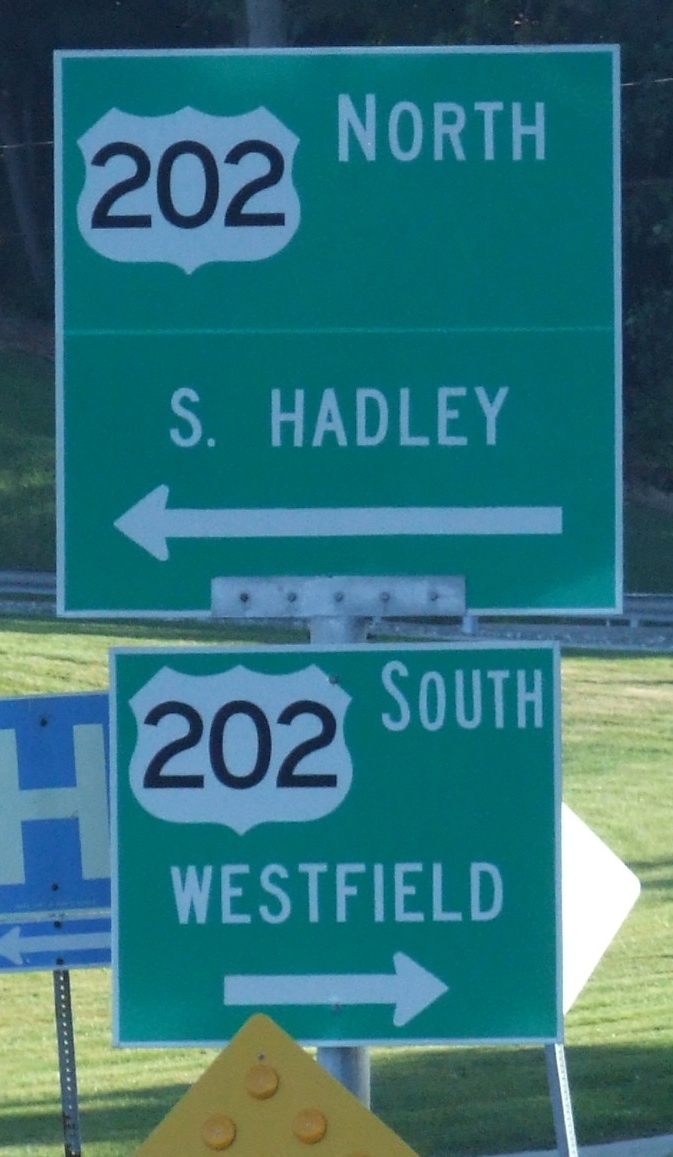 202 NORTH
S. HADLEY
202 SOUTH
WESTFIELD
H